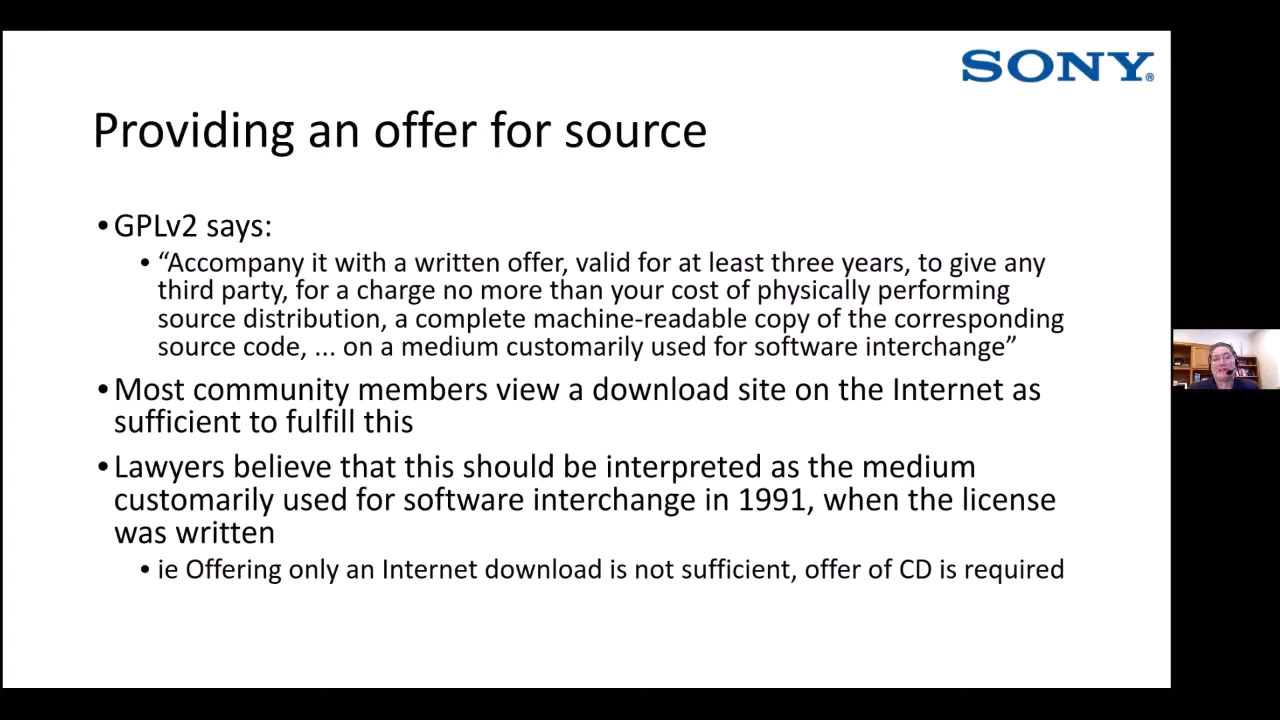 SONY®
Providing an offer for source
• GPLv2 says:
• “Accompany it with a written offer, valid for at least three years, to give any
third party, for a charge no more than your cost of physically performing
source distribution, a complete machine-readable copy of the corresponding
source code, ... on a medium customarily used for software interchange”
• Most community members view a download site on the Internet as
sufficient to fulfill this
• Lawyers believe that this should be interpreted as the medium
customarily used for software interchange in 1991, when the license
was written
• ie Offering only an Internet download is not sufficient, offer of CD is required